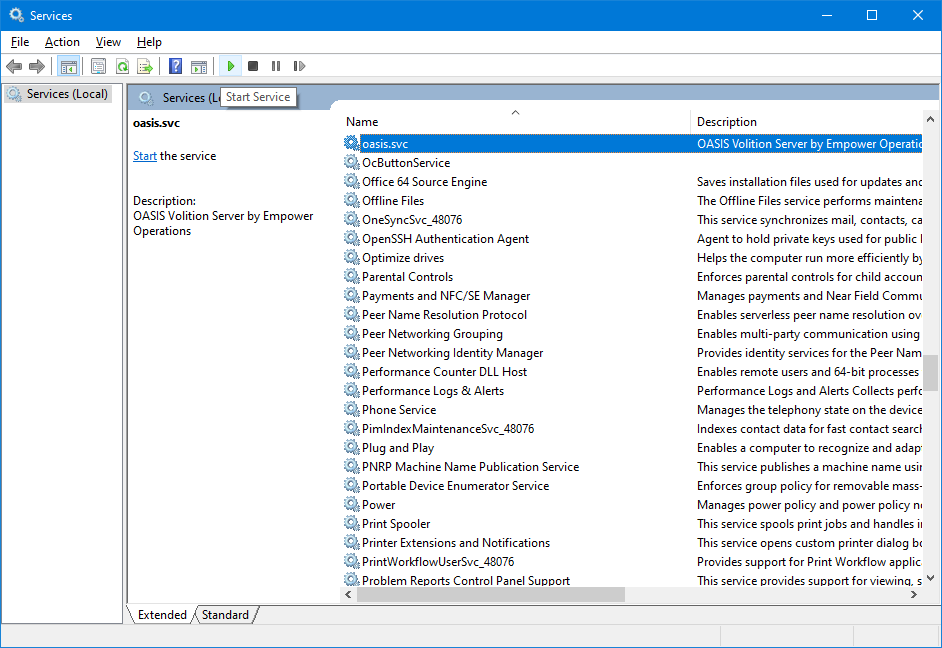 Services
File Action View Help
Services (Local)
Services (Lo
Start Service
oasis.svc
Start the service
Description:
OASIS Volition Server by Empower
Operations
Name Description
oasis.svc OASIS Volition Server by Empower Operatio
OcButtonService
Office 64 Source Engine Saves installation files used for updates and
Offline Files The Offline Files service performs maintena
OneSyncSvc_48076 This service synchronizes mail, contacts, ca
OpenSSH Authentication Agent Agent to hold private keys used for public k
Optimize drives Helps the computer run more efficiently by
Parental Controls Enforces parental controls for child accoun
Payments and NFC/SE Manager Manages payments and Near Field Commu
Peer Name Resolution Protocol Enables serverless peer name resolution ov
Peer Networking Grouping Enables multi-party communication using
Peer Networking Identity Manager Provides identity services for the Peer Nam
Performance Counter DLL Host Enables remote users and 64-bit processes
Performance Logs & Alerts Performance Logs and Alerts Collects perfo
Phone Service Manages the telephony state on the device
PimIndexMaintenanceSvc_48076 Indexes contact data for fast contact search
Plug and Play Enables a computer to recognize and adap
PNRP Machine Name Publication Service This service publishes a machine name usin
Portable Device Enumerator Service Enforces group policy for removable mass-
Power Manages power policy and power policy no
Print Spooler This service spools print jobs and handles in
Printer Extensions and Notifications This service opens custom printer dialog bo
PrintWorkflowUserSvc_48076 Provides support for Print Workflow applic
Problem Reports Control Panel Support This service provides support for viewing, s
Extended Standard